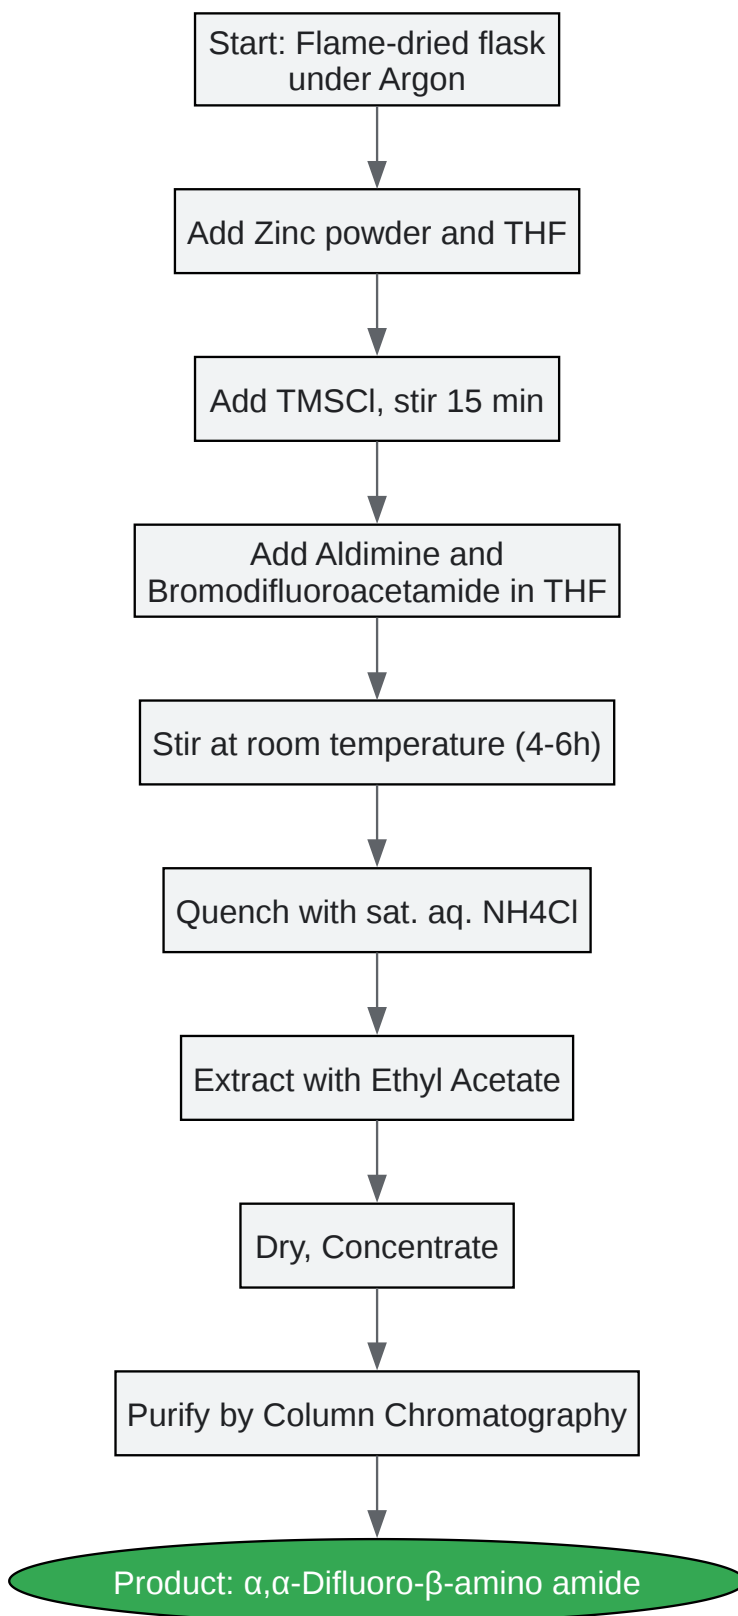 Start: Flame-dried flask
under Argon
Add Zinc powder and THF
Add TMSCl, stir 15 min
Add Aldimine and
Bromodifluoroacetamide in THF
Stir at room temperature (4-6h)
Quench with sat. aq. NH4Cl
Extract with Ethyl Acetate
Dry, Concentrate
Purify by Column Chromatography
Product: α,α-Difluoro-β-amino amide